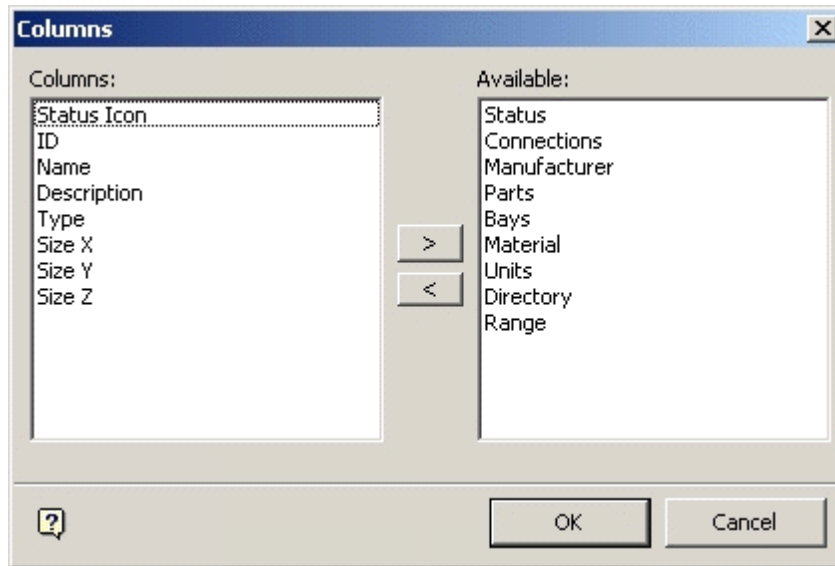 Columns
Columns:
Status Icon
ID
Name
Description
Type
Size X
Size Y
Size Z
>
<
Available:
Status
Connections
Manufacturer
Parts
Bays
Material
Units
Directory
Range
?
OK
Cancel